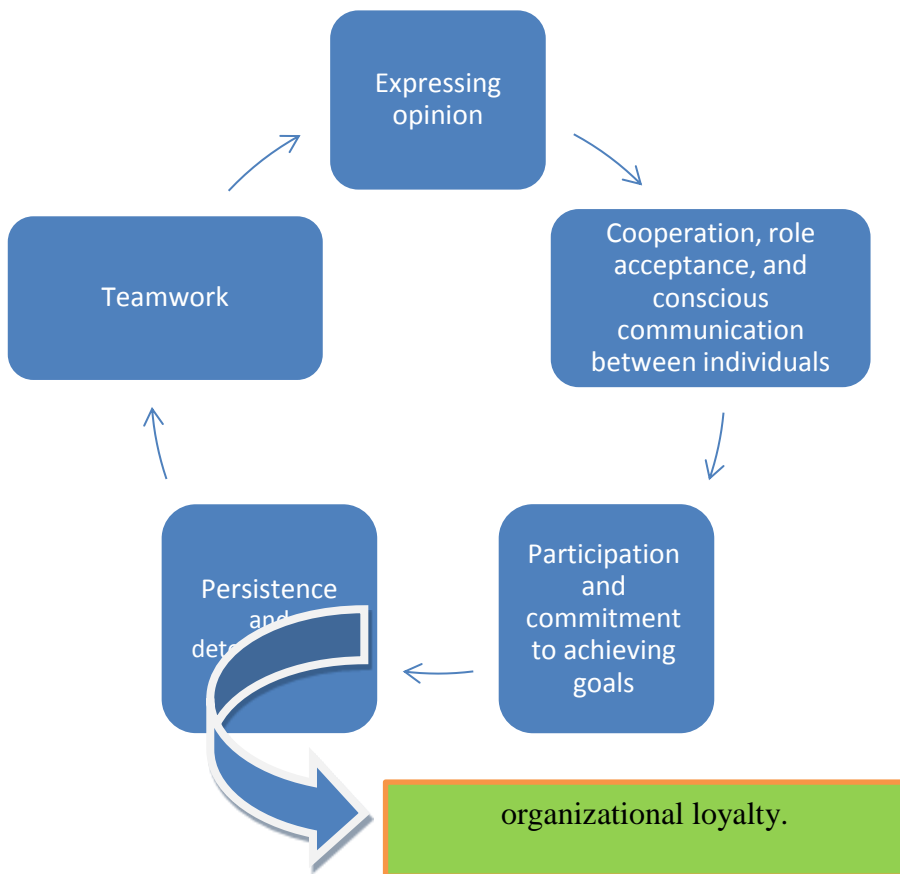 Expressing
opinion
Cooperation, role
acceptance, and
conscious
communication
between individuals
Participation
and
commitment
to achieving
goals
Persistence
and
Teamwork
organizational loyalty.